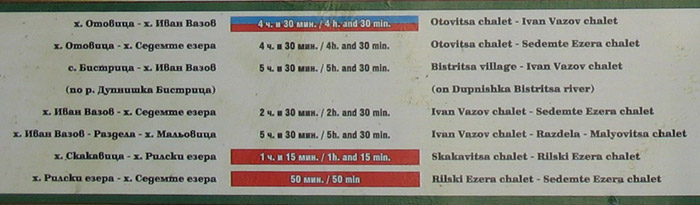 х. Отовица - х. Иван Вазов 4 ч. и 30 мин. / 4 h. and 30 min. Otovitsa chalet - Ivan Vazov chalet
х. Отовица - х. Седемте езера 4 ч. и 30 мин. / 4h. and 30 min. Otovitsa chalet - Sedemte Ezera chalet
с. Бистрица - х. Иван Вазов 5 ч. и 30 мин. / 5h. and 30 min. Bistritsa village - Ivan Vazov chalet
(по р. Дупнишка Бистрица) (on Dupnishka Bistritsa river)
х. Иван Вазов - х. Седемте езера 2 ч. и 30 мин. / 2h. and 30 min. Ivan Vazov chalet - Sedemte Ezera chalet
х. Иван Вазов - Раздела - х. Мальовица 5 ч. и 30 мин. / 5h. and 30 min. Ivan Vazov chalet - Razdela - Malyovitsa chalet
х. Скакавица - х. Рилски езера 1 ч. и 15 мин. / 1h. and 15 min. Skakavitsa chalet - Rilski Ezera chalet
х. Рилски езера - х. Седемте езера 50 мин. / 50 min Rilski Ezera chalet - Sedemte Ezera chalet